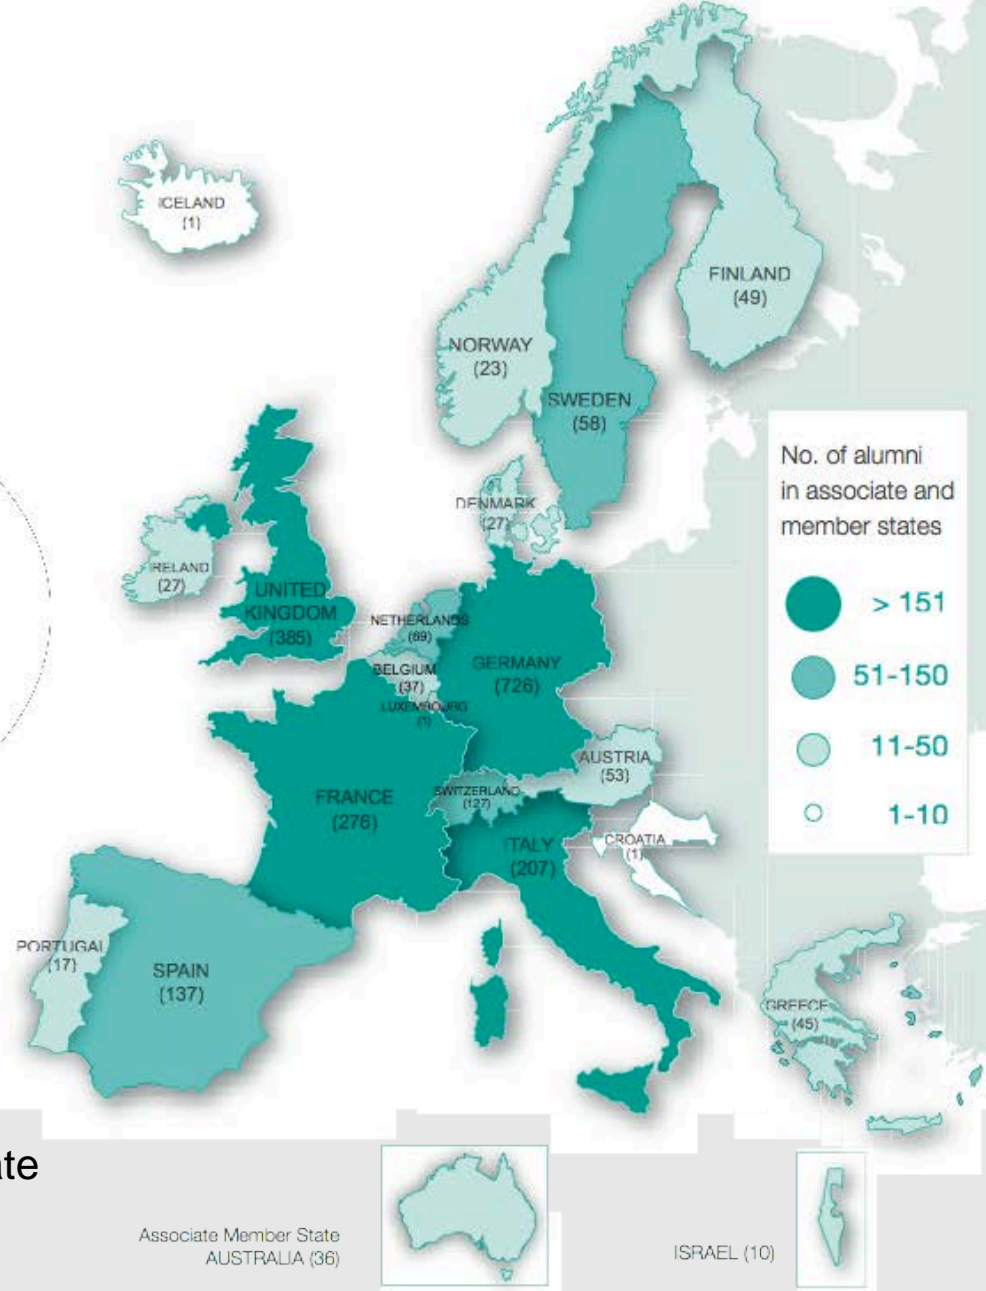 ICELAND
(1)
FINLAND
(49)
NORWAY
(23)
SWEDEN
(58)
No. of alumni
in associate and
member states
> 151
51-150
11-50
1-10
DENMARK
(27)
IRELAND
(27)
UNITED
KINGDOM
(385)
NETHERLANDS
(69)
BELGIUM
(37)
LUXEMBOURG
(1)
GERMANY
(726)
AUSTRIA
(53)
FRANCE
(276)
SWITZERLAND
(127)
ITALY
(207)
CROATIA
(1)
PORTUGAL
(17)
SPAIN
(137)
GREECE
(45)
Associate Member State
AUSTRALIA (36)
ISRAEL (10)